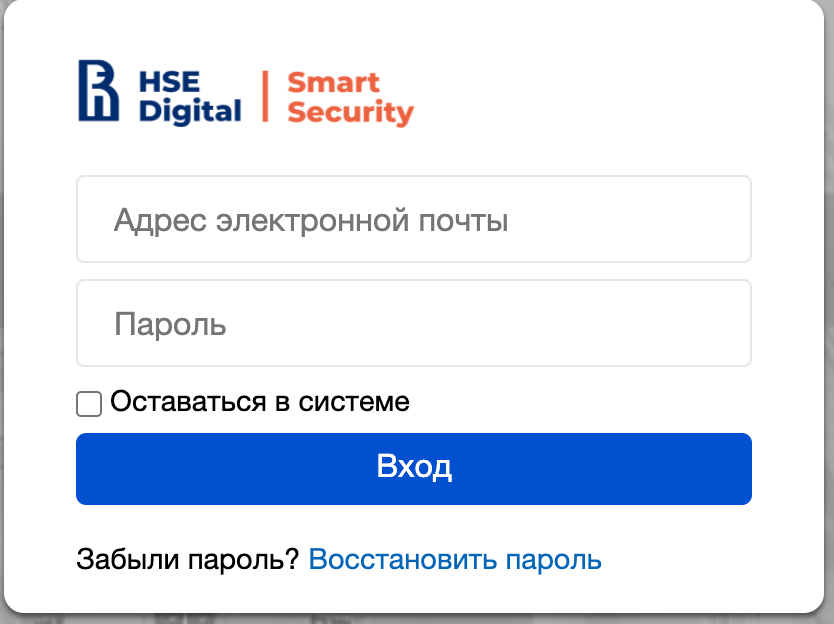 HSE Digital
Smart Security
Адрес электронной почты
Пароль
Оставаться в системе
Вход
Забыли пароль? Восстановить пароль